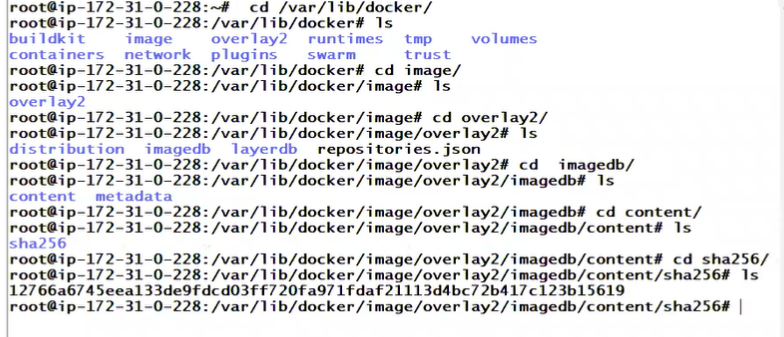 root@ip-172-31-0-228:~#  cd /var/lib/docker/
root@ip-172-31-0-228:/var/lib/docker# ls
buildkit    image    overlay2  runtimes  tmp    volumes
containers  network  plugins   swarm     trust
root@ip-172-31-0-228:/var/lib/docker# cd image/
root@ip-172-31-0-228:/var/lib/docker/image# ls
overlay2
root@ip-172-31-0-228:/var/lib/docker/image# cd overlay2/
root@ip-172-31-0-228:/var/lib/docker/image/overlay2# ls
distribution  imagedb  layerdb  repositories.json
root@ip-172-31-0-228:/var/lib/docker/image/overlay2# cd  imagedb/
root@ip-172-31-0-228:/var/lib/docker/image/overlay2/imagedb# ls
content  metadata
root@ip-172-31-0-228:/var/lib/docker/image/overlay2/imagedb# cd content/
root@ip-172-31-0-228:/var/lib/docker/image/overlay2/imagedb/content# ls
sha256
root@ip-172-31-0-228:/var/lib/docker/image/overlay2/imagedb/content# cd sha256/
root@ip-172-31-0-228:/var/lib/docker/image/overlay2/imagedb/content/sha256# ls
12766a6745eea133de9fdcd03ff720fa971fdaf21113d4bc72b417c123b15619
root@ip-172-31-0-228:/var/lib/docker/image/overlay2/imagedb/content/sha256#